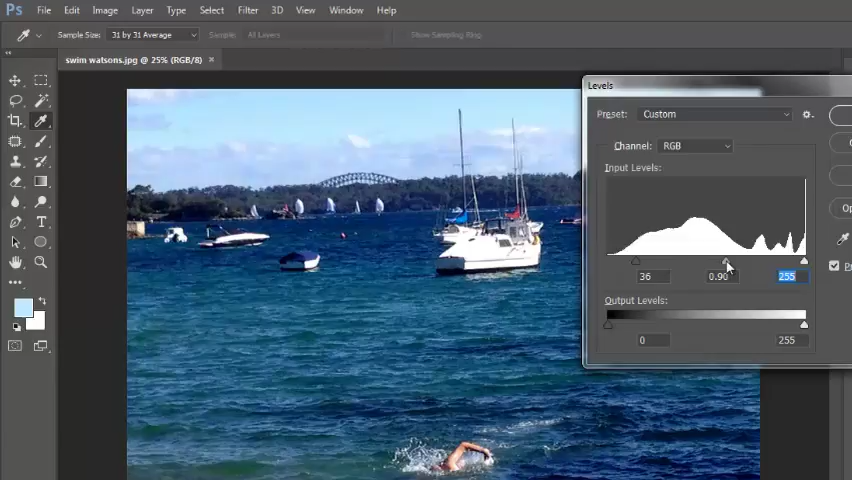 Ps File Edit Image Layer Type Select Filter 3D View Window Help
Sample Size: 31 by 31 Average Sample: All Layers Show Sampling Ring
swim watsons.jpg @ 25% (RGB/8) ×
Levels
Preset: Custom
Channel: RGB
Input Levels:
36 0.90 255
Output Levels:
0 255